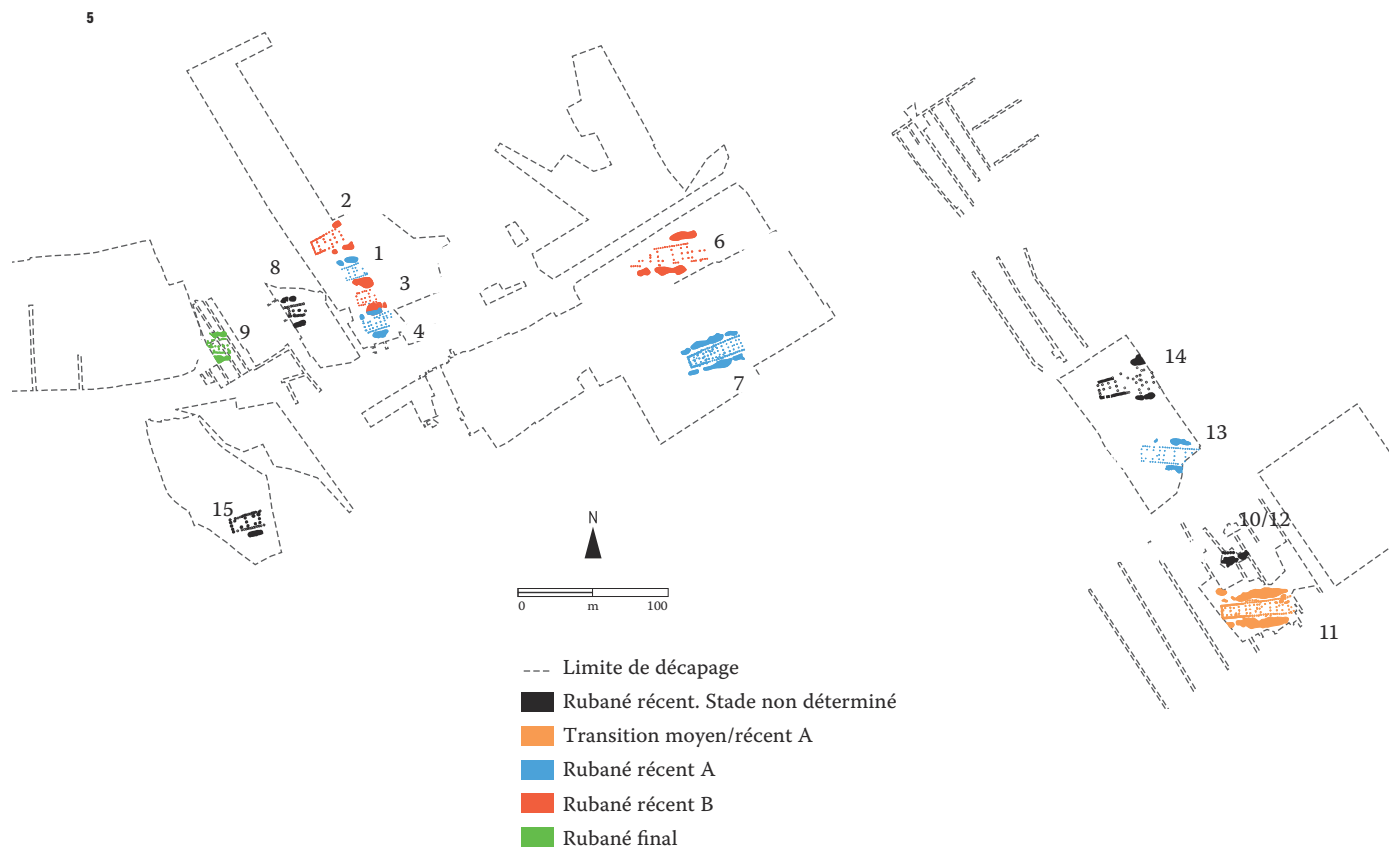 5
2
1
8
3
9
4
6
7
14
13
15
10/12
11
N
0 m 100
Limite de décapage
Rubané récent. Stade non déterminé
Transition moyen/récent A
Rubané récent A
Rubané récent B
Rubané final